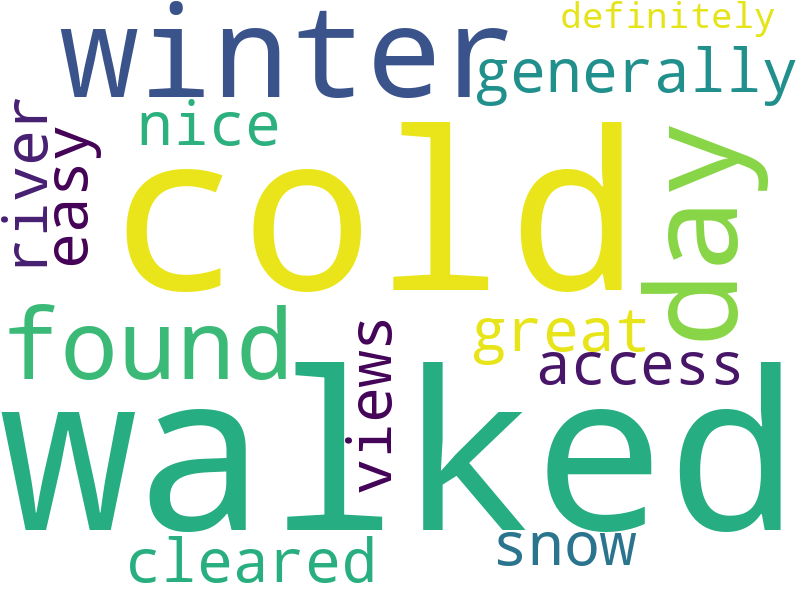 definitely
winter
generally
nice
river
easy
cold
day
found
great
access
views
walked
cleared
snow